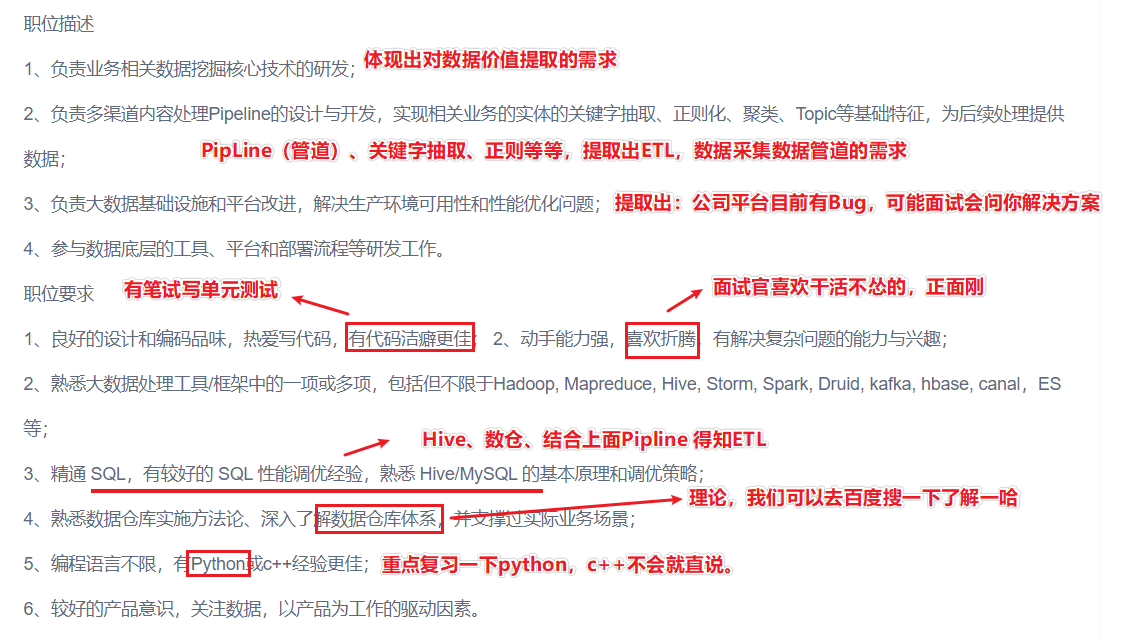 职位描述
1、负责业务相关数据挖掘核心技术的研发；
体现出对数据价值提取的需求
2、负责多渠道内容处理Pipeline的设计与开发，实现相关业务的实体的关键字抽取、正则化、聚类、Topic等基础特征，为后续处理提供
数据；
PipLine（管道）、关键字抽取、正则等等，提取出ETL，数据采集数据管道的需求
3、负责大数据基础设施和平台改进，解决生产环境可用性和性能优化问题；
提取出：公司平台目前有Bug，可能面试会问你解决方案
4、参与数据底层的工具、平台和部署流程等研发工作。
职位要求
有笔试写单元测试
面试官喜欢干活不怂的，正面刚
1、良好的设计和编码品味，热爱写代码，有代码洁癖更佳； 2、动手能力强，喜欢折腾，有解决复杂问题的能力与兴趣；
2、熟悉大数据处理工具/框架中的一项或多项，包括但不限于Hadoop, Mapreduce, Hive, Storm, Spark, Druid, kafka, hbase, canal，ES
等；
Hive、数仓、结合上面Pipline 得知ETL
3、精通 SQL，有较好的 SQL 性能调优经验，熟悉 Hive/MySQL 的基本原理和调优策略；
理论，我们可以去百度搜一下了解一哈
4、熟悉数据仓库实施方法论、深入了解数据仓库体系，并支撑过实际业务场景；
5、编程语言不限，有Python或c++经验更佳；
重点复习一下python，c++不会就直说。
6、较好的产品意识，关注数据，以产品为工作的驱动因素。